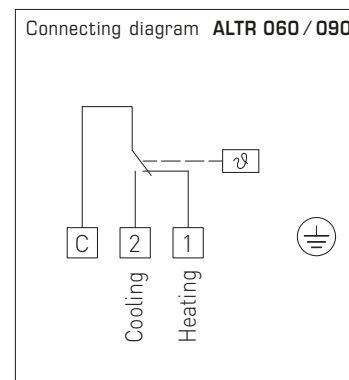 Connecting diagram ALTR 060 / 090
ϑ
C 2 1
Cooling
Heating